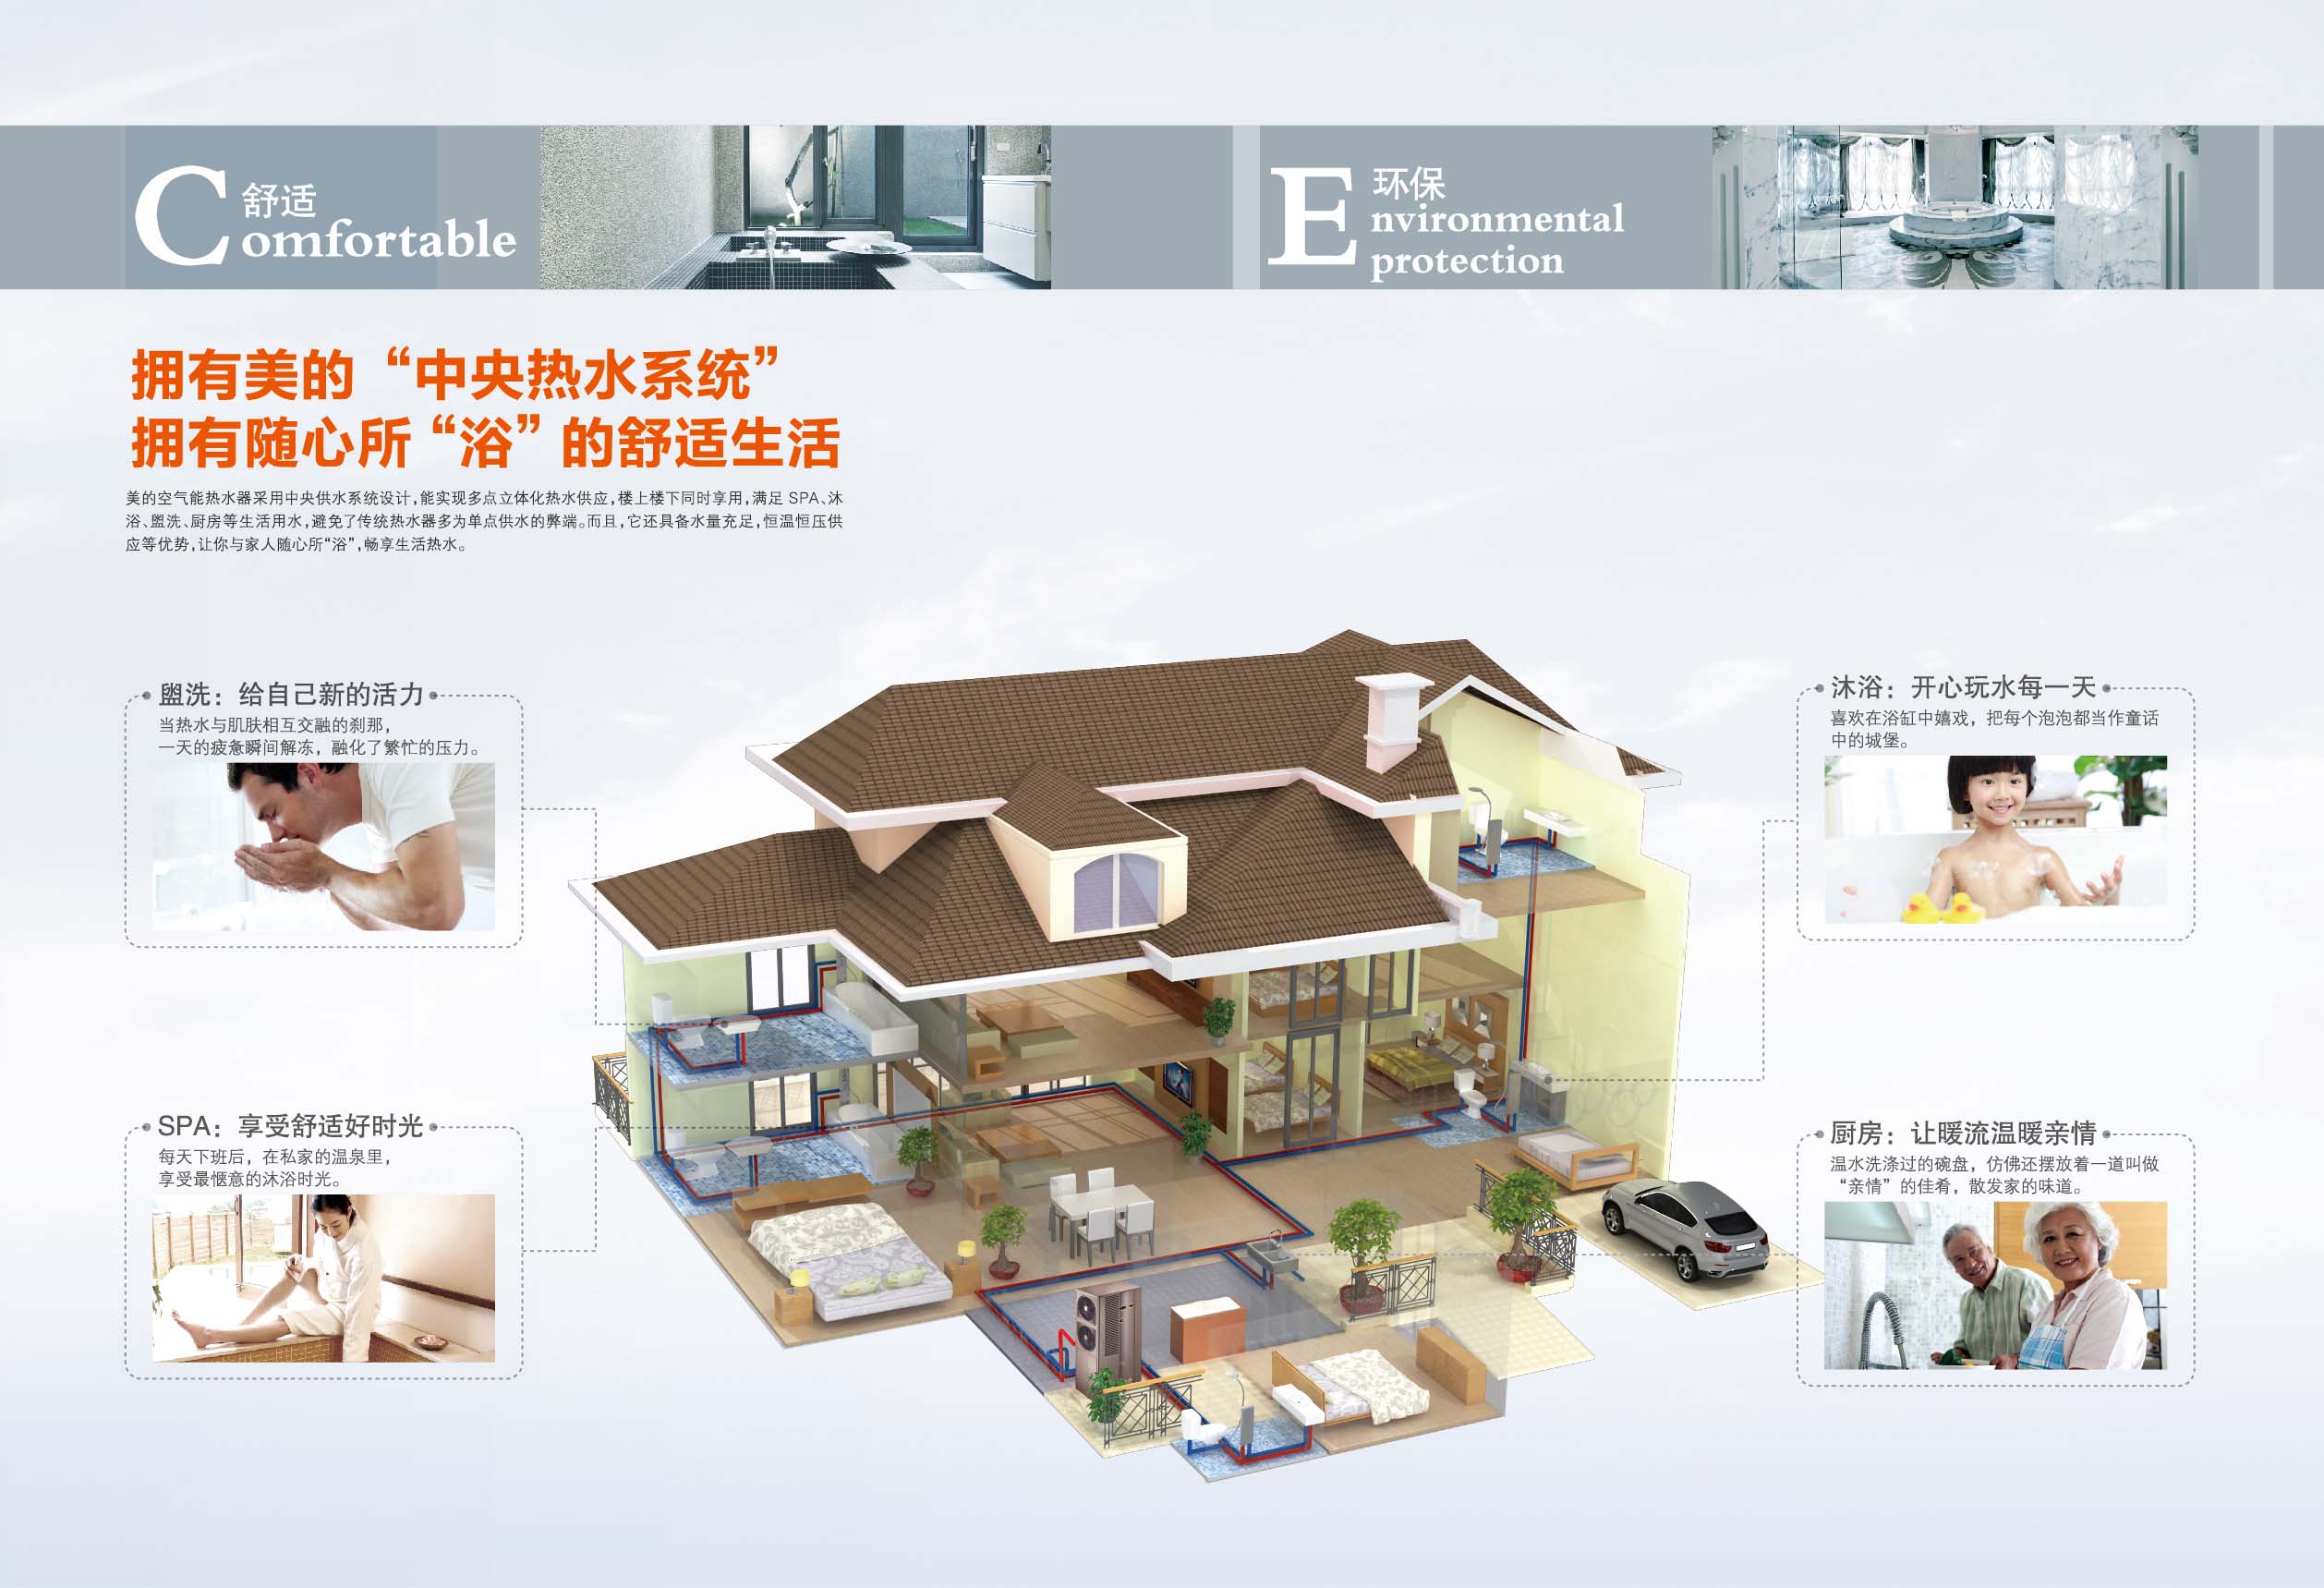 舒适
Comfortable
环保
Environmental
protection
拥有美的“中央热水系统”
拥有随心所“浴”的舒适生活
美的空气能热水器采用中央供水系统设计,能实现多点立体化热水供应,楼上楼下同时享用,满足 SPA、沐
浴、盥洗、厨房等生活用水,避免了传统热水器多为单点供水的弊端。而且,它还具备水量充足,恒温恒压供
应等优势,让你与家人随心所“浴”,畅享生活热水。
盥洗：给自己新的活力
当热水与肌肤相互交融的刹那，
一天的疲惫瞬间解冻，融化了繁忙的压力。
SPA：享受舒适好时光
每天下班后，在私家的温泉里，
享受最惬意的沐浴时光。
沐浴：开心玩水每一天
喜欢在浴缸中嬉戏，把每个泡泡都当作童话
中的城堡。
厨房：让暖流温暖亲情
温水洗涤过的碗盘，仿佛还摆放着一道叫做
“亲情”的佳肴，散发家的味道。